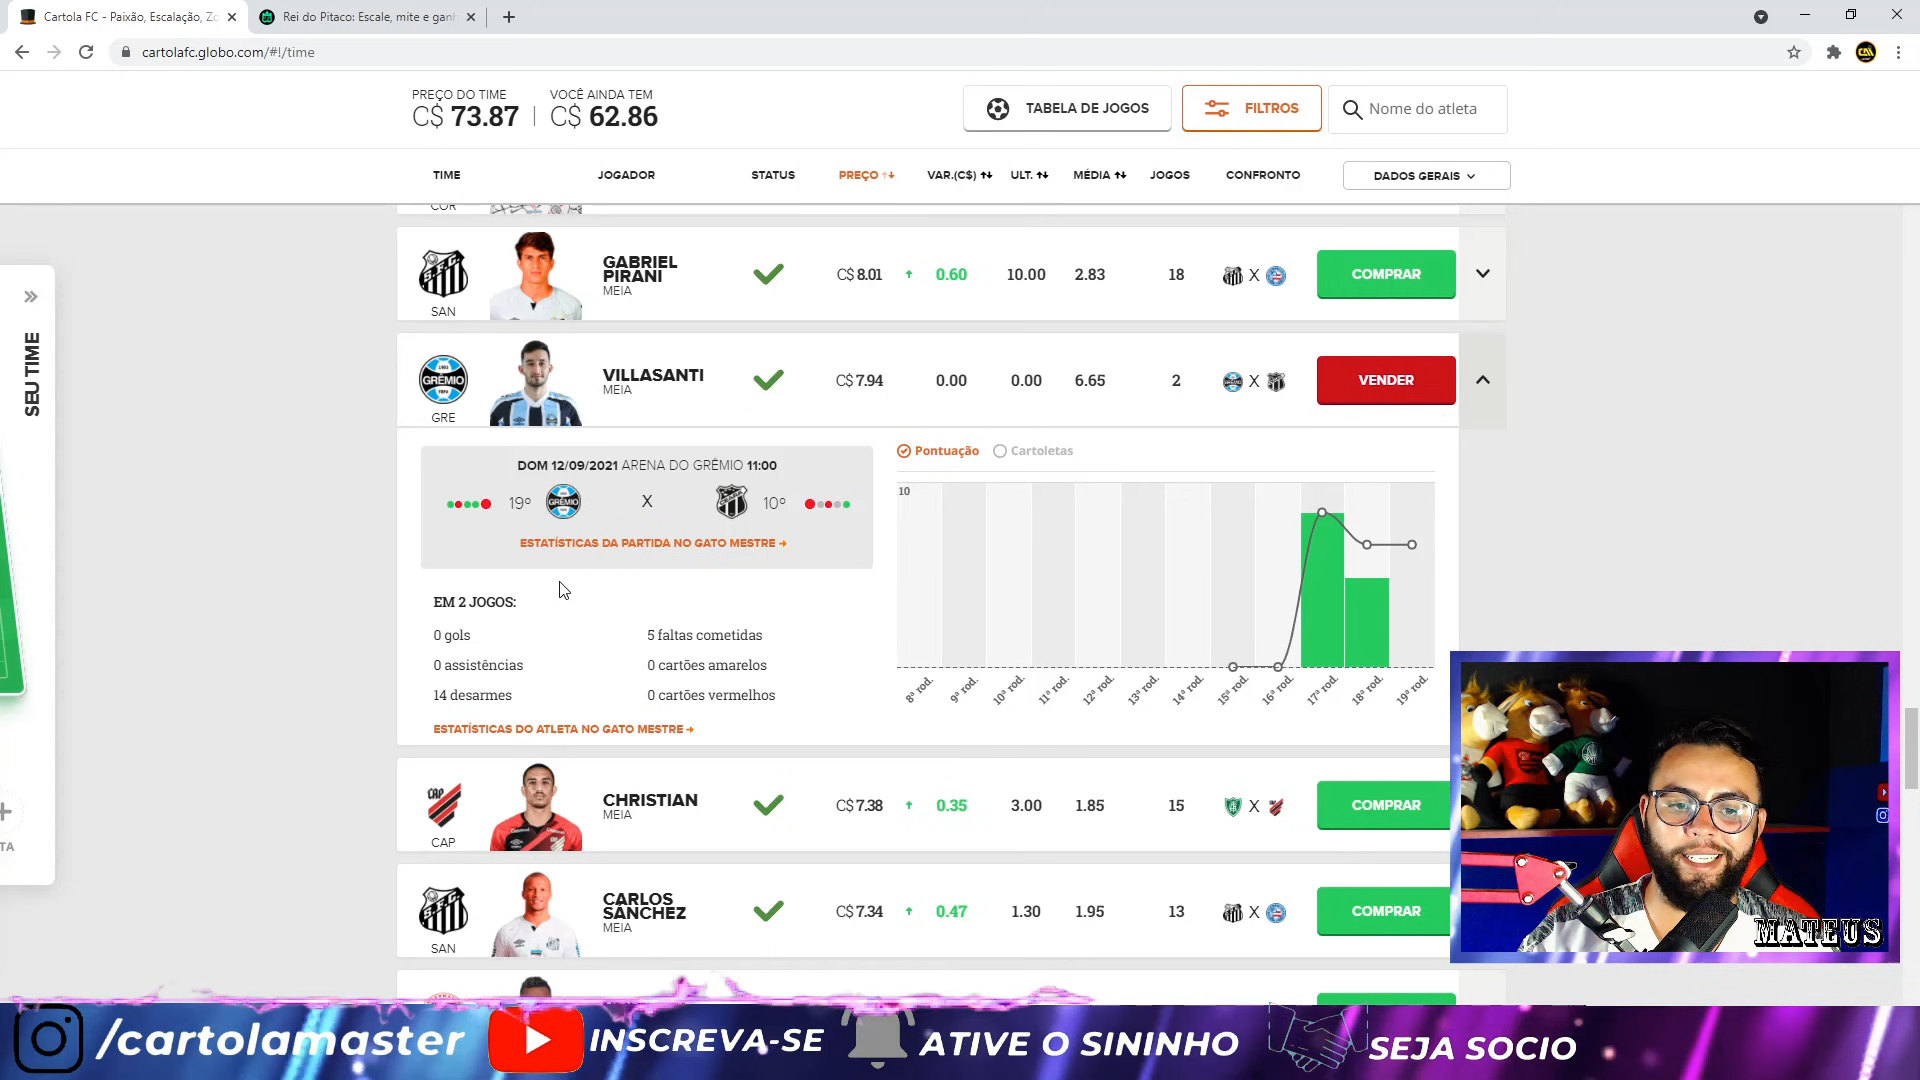 Cartola FC - Paixão, Escalação, Zo
Rei do Pitaco: Escale, mite e ganh
cartolafc.globo.com/#!/time
PREÇO DO TIME
C$ 73.87
VOCÊ AINDA TEM
C$ 62.86
TABELA DE JOGOS
FILTROS
Nome do atleta
TIME JOGADOR STATUS PREÇO VAR.(C$) ULT. MÉDIA JOGOS CONFRONTO DADOS GERAIS
COR
GABRIEL
PIRANI
MEIA
SAN
C$ 8.01 0.60 10.00 2.83 18 X COMPRAR
VILLASANTI
MEIA
GRÊMIO
GRE
C$ 7.94 0.00 0.00 6.65 2 X VENDER
SEU TIME
TA
DOM 12/09/2021 ARENA DO GRÊMIO 11:00
19º GRÊMIO X 10º
ESTATÍSTICAS DA PARTIDA NO GATO MESTRE
EM 2 JOGOS:
0 gols
5 faltas cometidas
0 assistências
0 cartões amarelos
14 desarmes
0 cartões vermelhos
ESTATÍSTICAS DO ATLETA NO GATO MESTRE
Pontuação Cartoletas
10
8ª rod. 9ª rod. 10ª rod. 11ª rod. 12ª rod. 13ª rod. 14ª rod. 15ª rod. 16ª rod. 17ª rod. 18ª rod. 19ª rod.
CHRISTIAN
MEIA
CAP
CAP
C$ 7.38 0.35 3.00 1.85 15 X COMPRAR
CARLOS
SÁNCHEZ
MEIA
SAN
C$ 7.34 0.47 1.30 1.95 13 X COMPRAR
MATEUS
/cartolamaster
INSCREVA-SE
ATIVE O SININHO
SEJA SOCIO